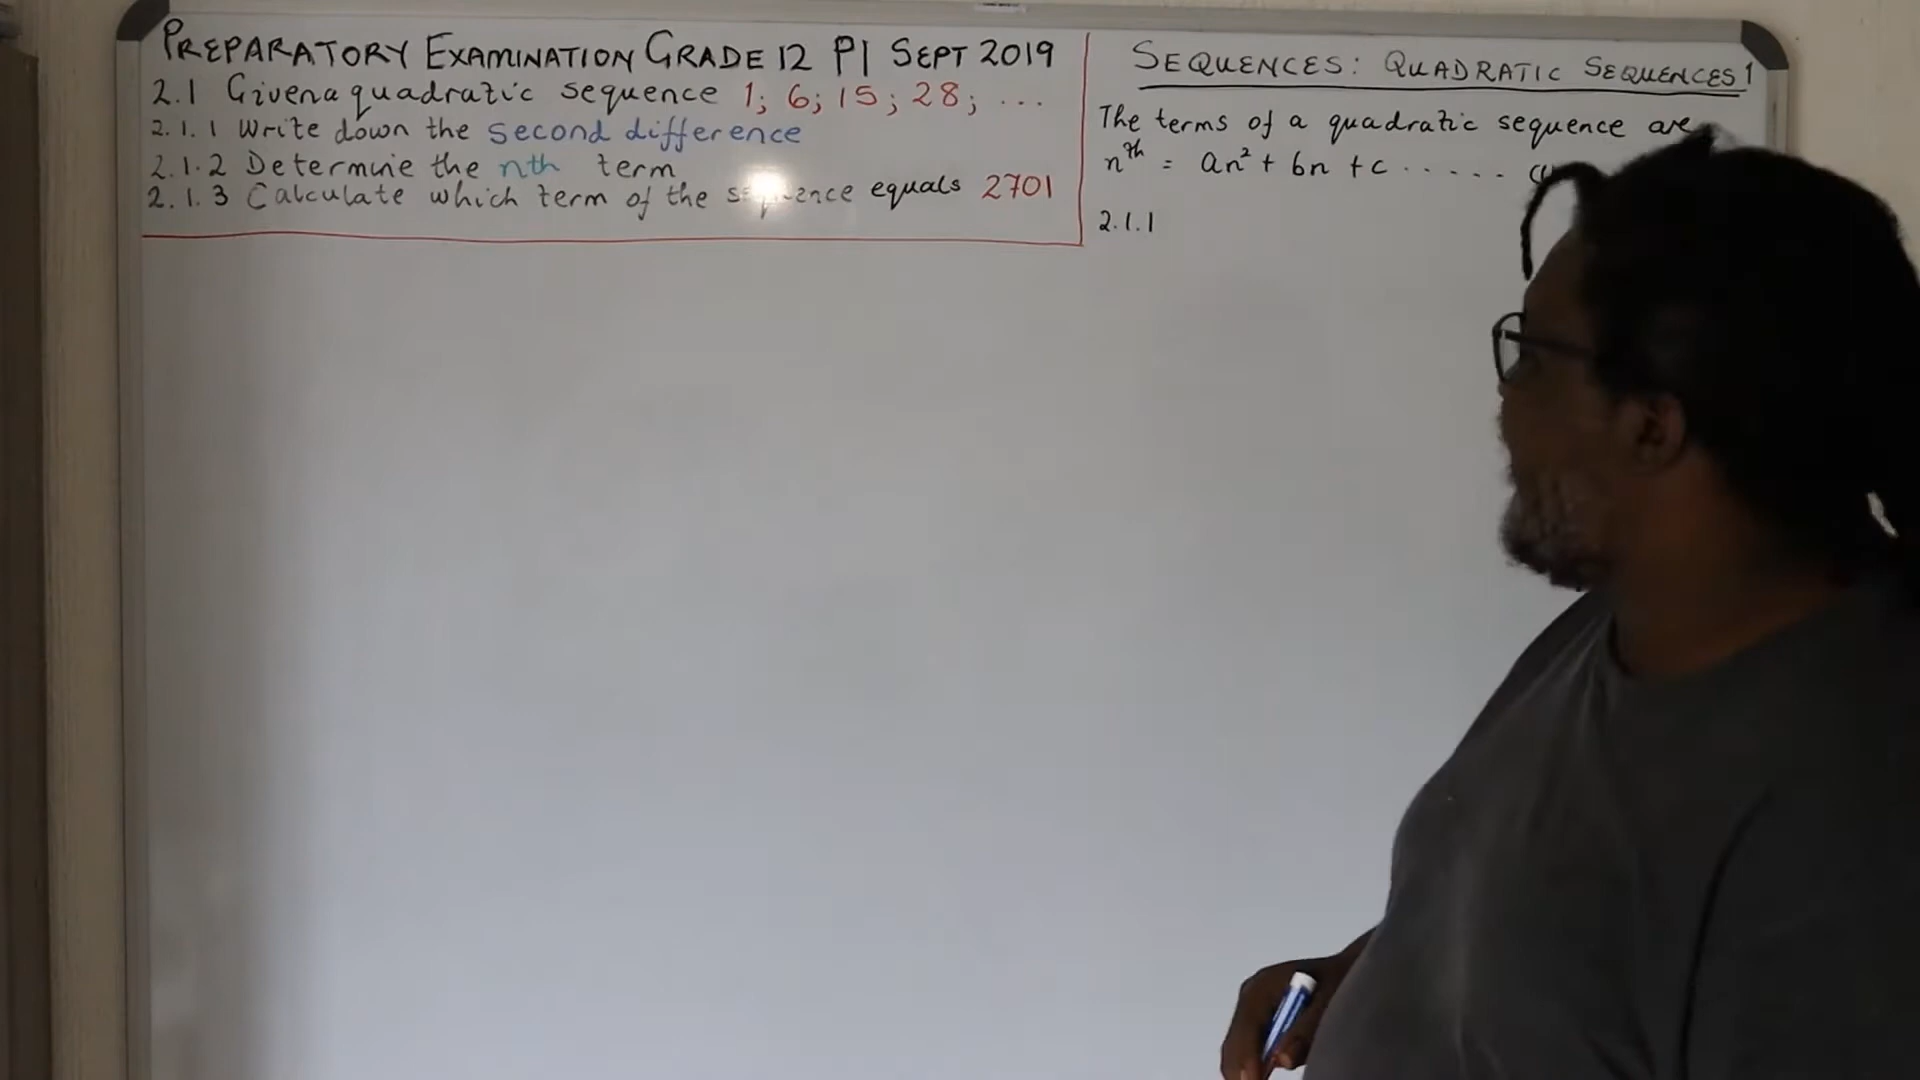 PREPARATORY EXAMINATION GRADE 12 P1 SEPT 2019
2.1 Given a quadratic sequence 1; 6; 15; 28; ...
2.1.1 Write down the second difference
2.1.2 Determine the nth term
2.1.3 Calculate which term of the sequence equals 2701
SEQUENCES: QUADRATIC SEQUENCES 1
The terms of a quadratic sequence are
nᵗʰ = an² + bn + c .....
2.1.1